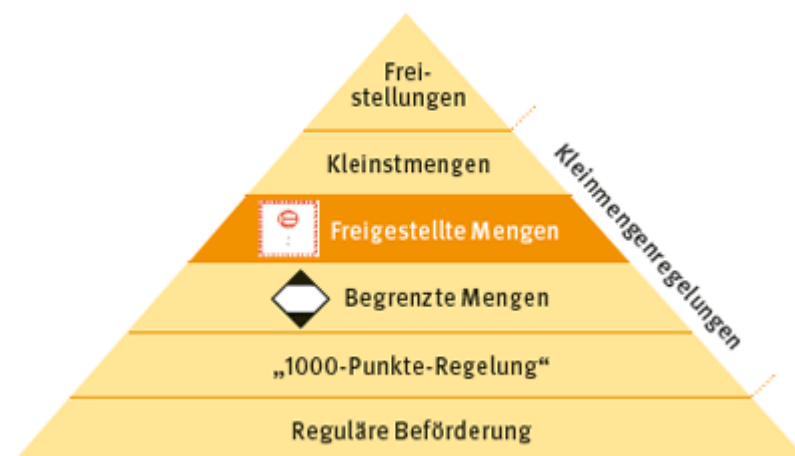 Frei-
stellungen
Kleinstmengen
Freigestellte Mengen
Begrenzte Mengen
„1000-Punkte-Regelung“
Reguläre Beförderung
Kleinmengenregelungen